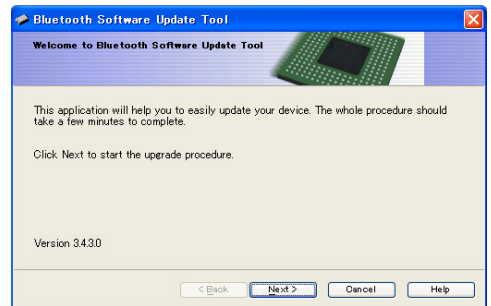 Bluetooth Software Update Tool
Welcome to Bluetooth Software Update Tool
This application will help you to easily update your device. The whole procedure should
take a few minutes to complete.
Click Next to start the upgrade procedure.
Version 3.4.3.0
< Back Next > Cancel Help